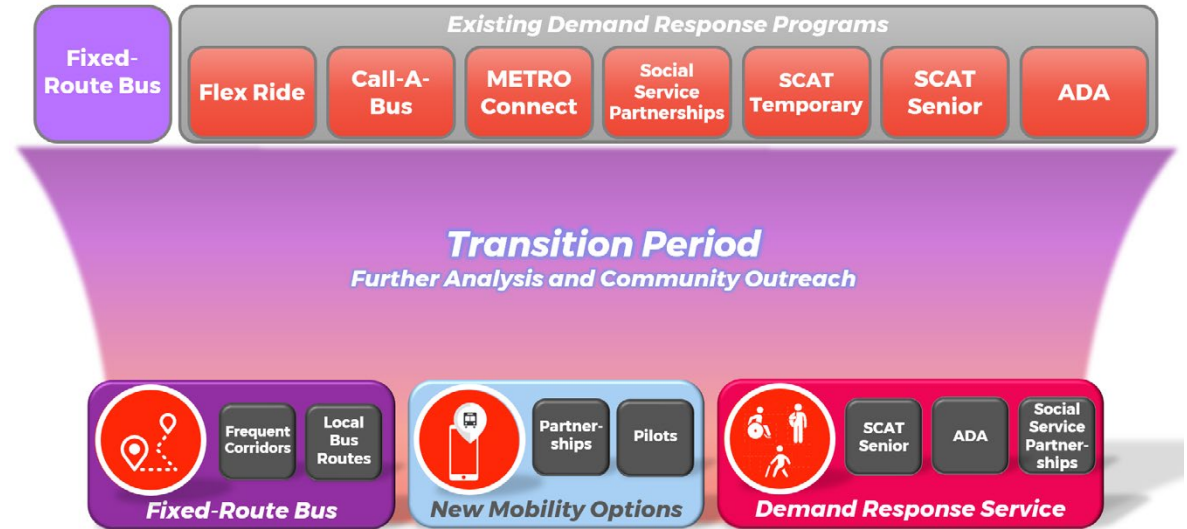 Existing Demand Response Programs
Fixed-
Route Bus
Flex Ride
Call-A-
Bus
METRO
Connect
Social
Service
Partnerships
SCAT
Temporary
SCAT
Senior
ADA
Transition Period
Further Analysis and Community Outreach
Frequent
Corridors
Local
Bus
Routes
Fixed-Route Bus
Partner-
ships
Pilots
New Mobility Options
SCAT
Senior
ADA
Social
Service
Partner-
ships
Demand Response Service